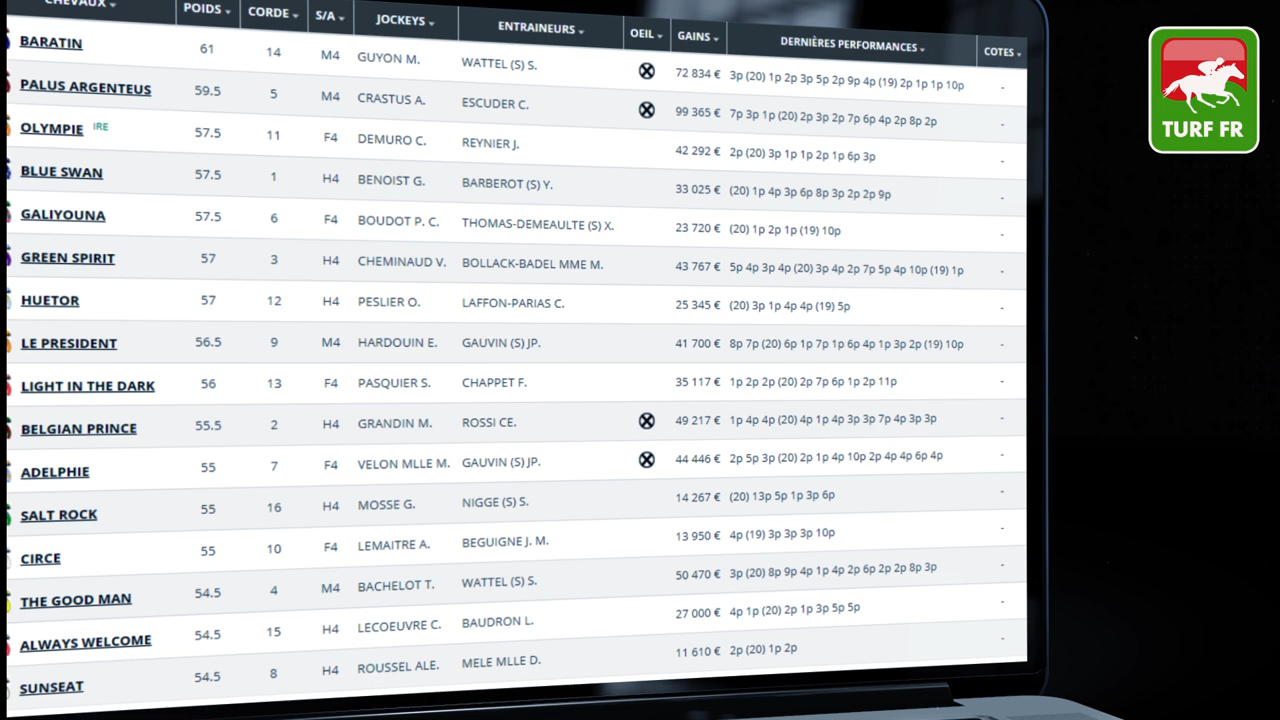 CHEVAUX POIDS CORDE S/A JOCKEYS ENTRAINEURS OEIL GAINS DERNIÈRES PERFORMANCES COTES
BARATIN 61 14 M4 GUYON M. WATTEL (S) S. 72 834 € 3p (20) 1p 2p 3p 5p 2p 9p 4p (19) 2p 1p 1p 10p -
PALUS ARGENTEUS 59.5 5 M4 CRASTUS A. ESCUDER C. 99 365 € 7p 3p 1p (20) 2p 3p 2p 7p 6p 4p 2p 8p 2p -
OLYMPIE IRE 57.5 11 F4 DEMURO C. REYNIER J. 42 292 € 2p (20) 3p 1p 1p 2p 1p 6p 3p -
BLUE SWAN 57.5 1 H4 BENOIST G. BARBEROT (S) Y. 33 025 € (20) 1p 4p 3p 6p 8p 3p 2p 2p 9p -
GALIYOUNA 57.5 6 F4 BOUDOT P. C. THOMAS-DEMEAULTE (S) X. 23 720 € (20) 1p 2p 1p (19) 10p -
GREEN SPIRIT 57 3 H4 CHEMINAUD V. BOLLACK-BADEL MME M. 43 767 € 5p 4p 3p 4p (20) 3p 4p 2p 7p 5p 4p 10p (19) 1p -
HUETOR 57 12 H4 PESLIER O. LAFFON-PARIAS C. 25 345 € (20) 3p 1p 4p 4p (19) 5p -
LE PRESIDENT 56.5 9 M4 HARDOUIN E. GAUVIN (S) JP. 41 700 € 8p 7p (20) 6p 1p 7p 1p 6p 4p 1p 3p 2p (19) 10p -
LIGHT IN THE DARK 56 13 F4 PASQUIER S. CHAPPET F. 35 117 € 1p 2p 2p (20) 2p 7p 6p 1p 2p 11p -
BELGIAN PRINCE 55.5 2 H4 GRANDIN M. ROSSI CE. 49 217 € 1p 4p 4p (20) 4p 1p 4p 3p 3p 7p 4p 3p 3p -
ADELPHIE 55 7 F4 VELON MLLE M. GAUVIN (S) JP. 44 446 € 2p 5p 3p (20) 2p 1p 4p 10p 2p 4p 4p 6p 4p -
SALT ROCK 55 16 H4 MOSSE G. NIGGE (S) S. 14 267 € (20) 13p 5p 1p 3p 6p -
CIRCE 55 10 F4 LEMAITRE A. BEGUIGNE J. M. 13 950 € 4p (19) 3p 3p 3p 10p -
THE GOOD MAN 54.5 4 M4 BACHELOT T. WATTEL (S) S. 50 470 € 3p (20) 8p 9p 4p 1p 4p 2p 6p 2p 2p 8p 3p -
ALWAYS WELCOME 54.5 15 H4 LECOEUVRE C. BAUDRON L. 27 000 € 4p 1p (20) 2p 1p 3p 5p 5p -
SUNSEAT 54.5 8 H4 ROUSSEL ALE. MELE MLLE D. 11 610 € 2p (20) 1p 2p -
TURF FR